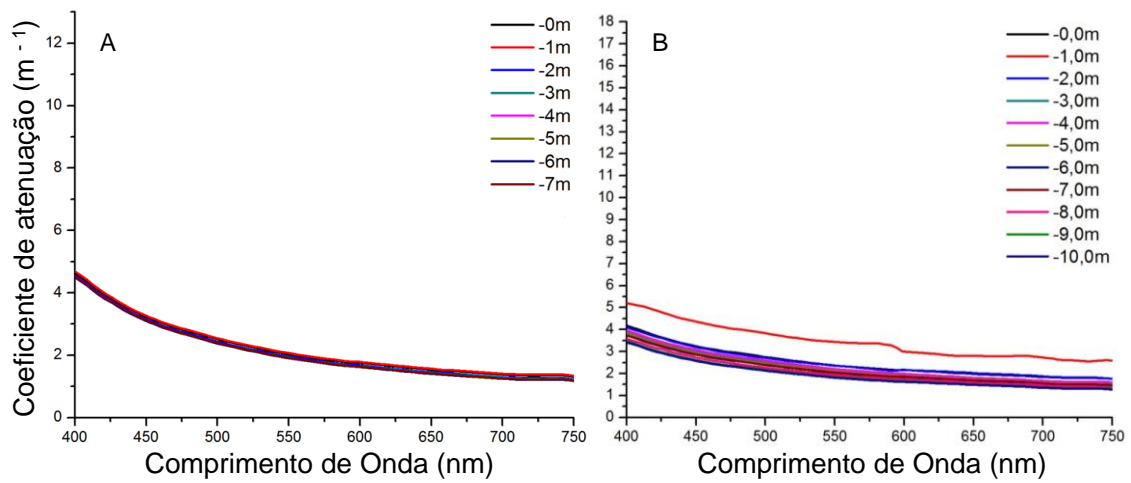 Coeficiente de atenuação (m - 1)
A
12
10
8
6
4
2
0
400 450 500 550 600 650 700 750
Comprimento de Onda (nm)
-0m
-1m
-2m
-3m
-4m
-5m
-6m
-7m
B
18
17
16
15
14
13
12
11
10
9
8
7
6
5
4
3
2
1
0
400 450 500 550 600 650 700 750
Comprimento de Onda (nm)
-0,0m
-1,0m
-2,0m
-3,0m
-4,0m
-5,0m
-6,0m
-7,0m
-8,0m
-9,0m
-10,0m